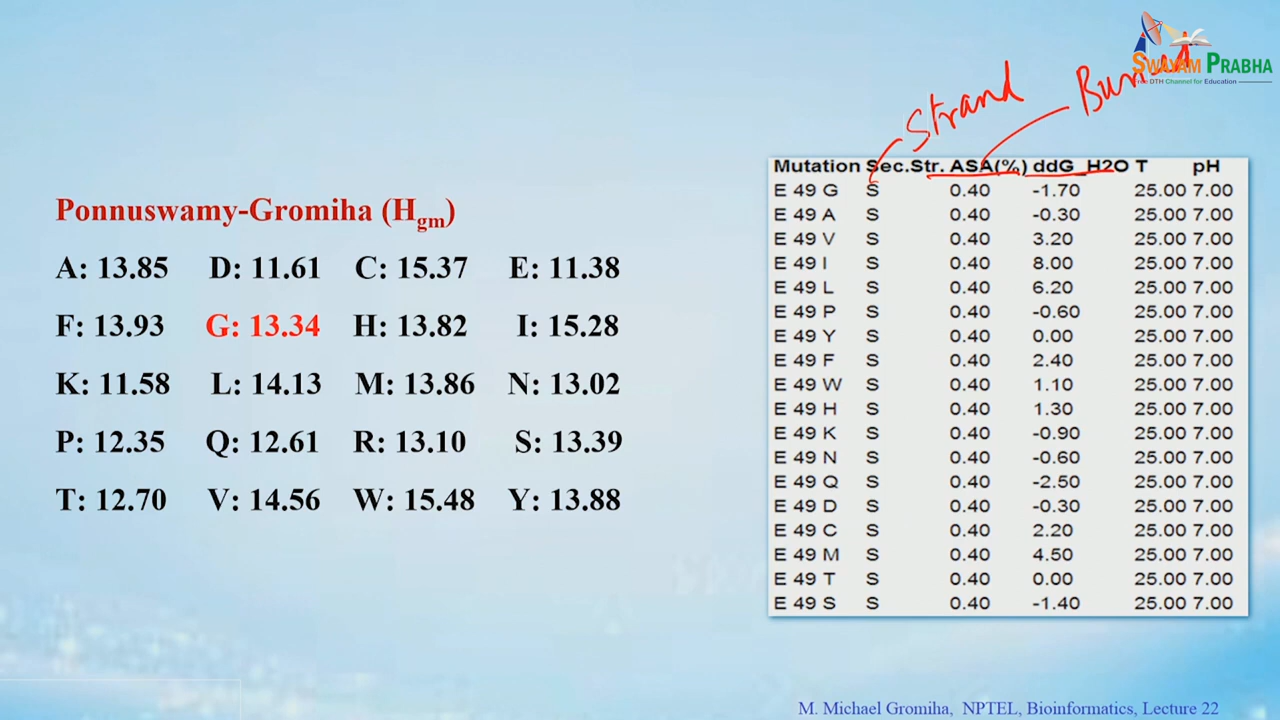 SWAYAM PRABHA
Free DTH Channel for Education
Strand
Buried
Ponnuswamy-Gromiha (Hgm)
A: 13.85 D: 11.61 C: 15.37 E: 11.38
F: 13.93 G: 13.34 H: 13.82 I: 15.28
K: 11.58 L: 14.13 M: 13.86 N: 13.02
P: 12.35 Q: 12.61 R: 13.10 S: 13.39
T: 12.70 V: 14.56 W: 15.48 Y: 13.88
Mutation Sec.Str. ASA(%) ddG_H2O T pH
E 49 G S 0.40 -1.70 25.00 7.00
E 49 A S 0.40 -0.30 25.00 7.00
E 49 V S 0.40 3.20 25.00 7.00
E 49 I S 0.40 8.00 25.00 7.00
E 49 L S 0.40 6.20 25.00 7.00
E 49 P S 0.40 -0.60 25.00 7.00
E 49 Y S 0.40 0.00 25.00 7.00
E 49 F S 0.40 2.40 25.00 7.00
E 49 W S 0.40 1.10 25.00 7.00
E 49 H S 0.40 1.30 25.00 7.00
E 49 K S 0.40 -0.90 25.00 7.00
E 49 N S 0.40 -0.60 25.00 7.00
E 49 Q S 0.40 -2.50 25.00 7.00
E 49 D S 0.40 -0.30 25.00 7.00
E 49 C S 0.40 2.20 25.00 7.00
E 49 M S 0.40 4.50 25.00 7.00
E 49 T S 0.40 0.00 25.00 7.00
E 49 S S 0.40 -1.40 25.00 7.00
M. Michael Gromiha, NPTEL, Bioinformatics, Lecture 22